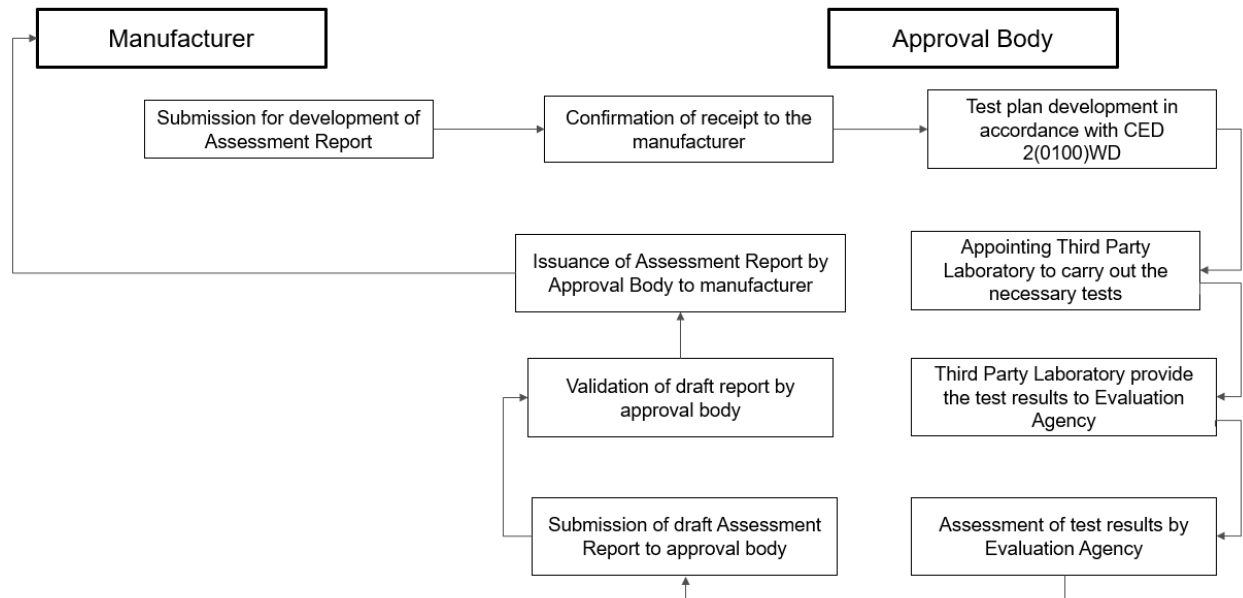 Manufacturer
Approval Body
Submission for development of
Assessment Report
Confirmation of receipt to the
manufacturer
Test plan development in
accordance with CED
2(0100)WD
Issuance of Assessment Report by
Approval Body to manufacturer
Appointing Third Party
Laboratory to carry out the
necessary tests
Validation of draft report by
approval body
Third Party Laboratory provide
the test results to Evaluation
Agency
Submission of draft Assessment
Report to approval body
Assessment of test results by
Evaluation Agency